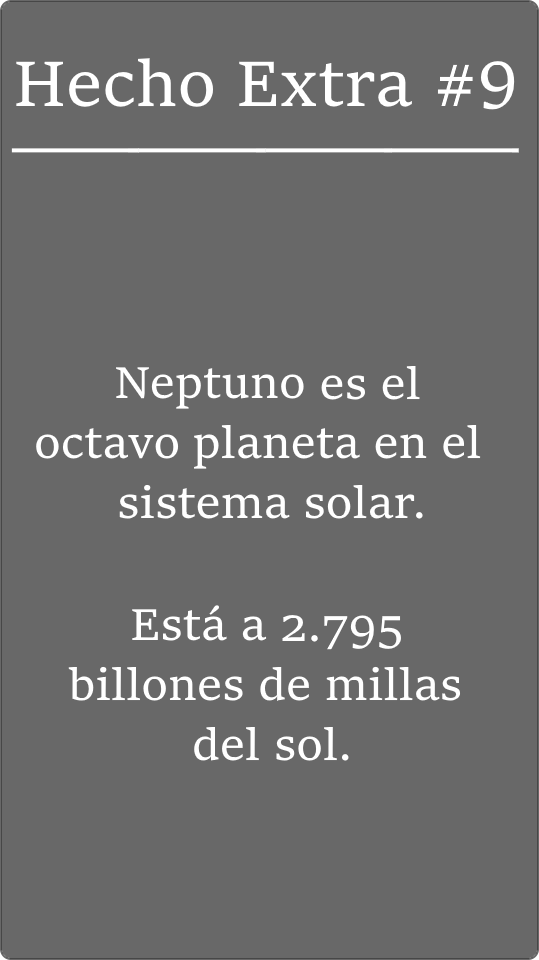 Hecho Extra #9
Neptuno es el
octavo planeta en el
sistema solar.
Está a 2.795
billones de millas
del sol.